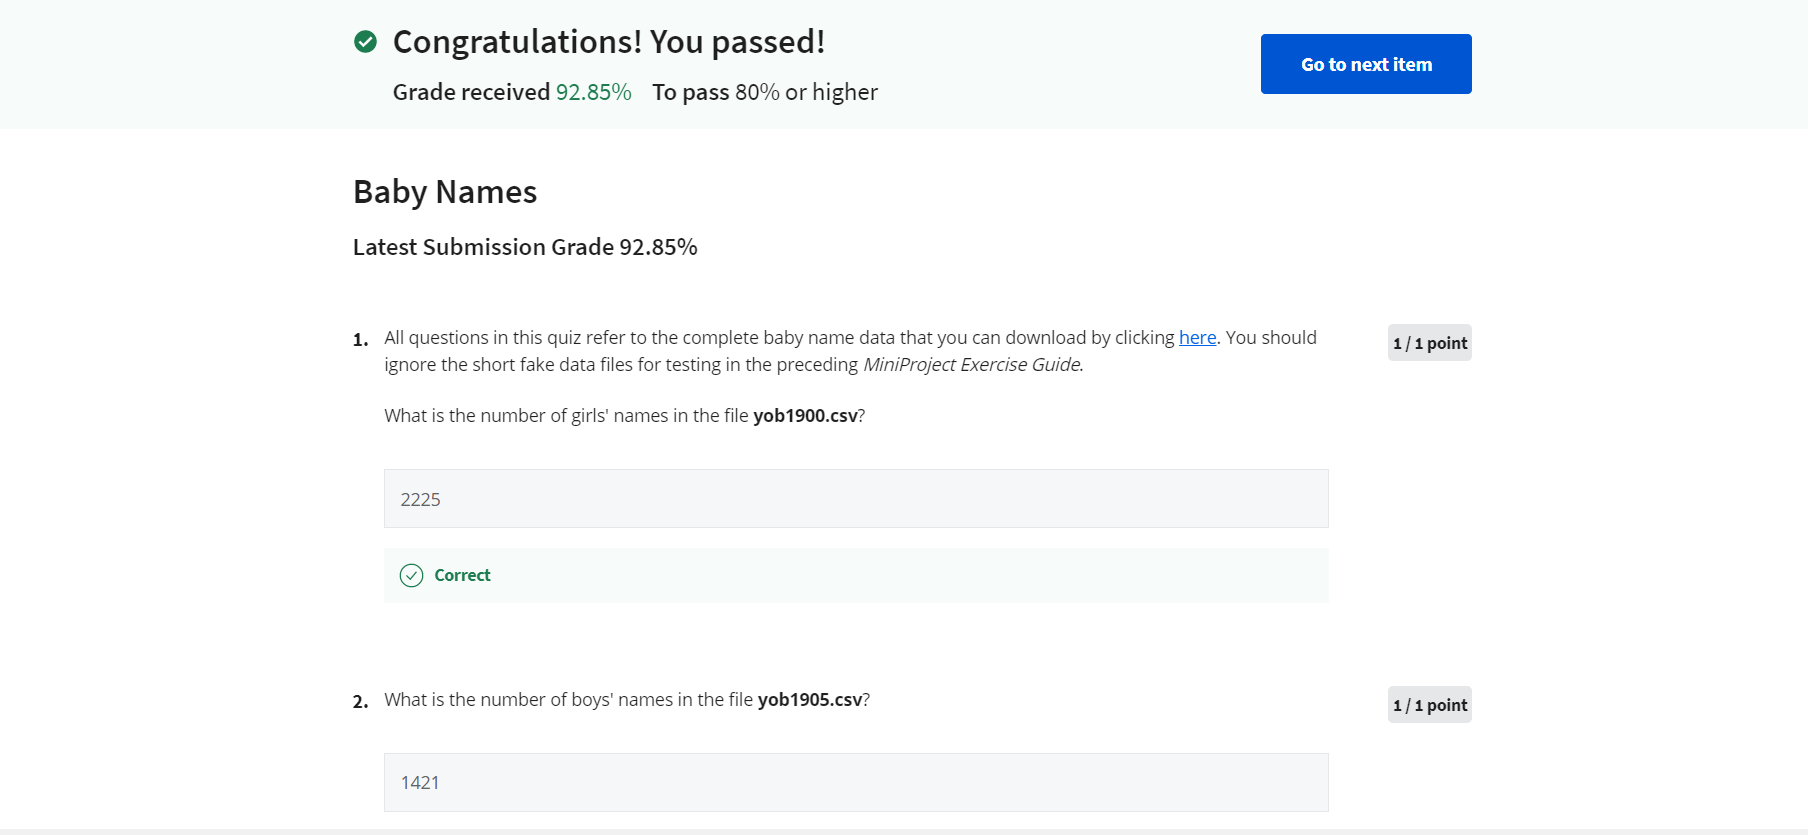 Congratulations! You passed!
Grade received 92.85% To pass 80% or higher
Go to next item
Baby Names
Latest Submission Grade 92.85%
1. All questions in this quiz refer to the complete baby name data that you can download by clicking here. You should
ignore the short fake data files for testing in the preceding MiniProject Exercise Guide.
1 / 1 point
What is the number of girls' names in the file yob1900.csv?
2225
Correct
2. What is the number of boys' names in the file yob1905.csv?
1 / 1 point
1421